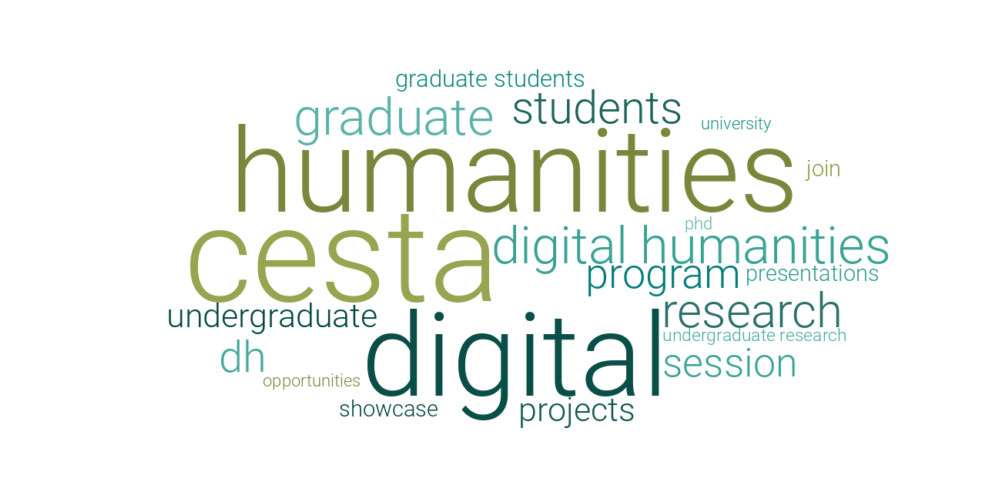 graduate students
graduate
students
university
humanities
join
cesta
phd
digital humanities
program
presentations
undergraduate
research
digital
undergraduate research
dh
session
opportunities
showcase
projects